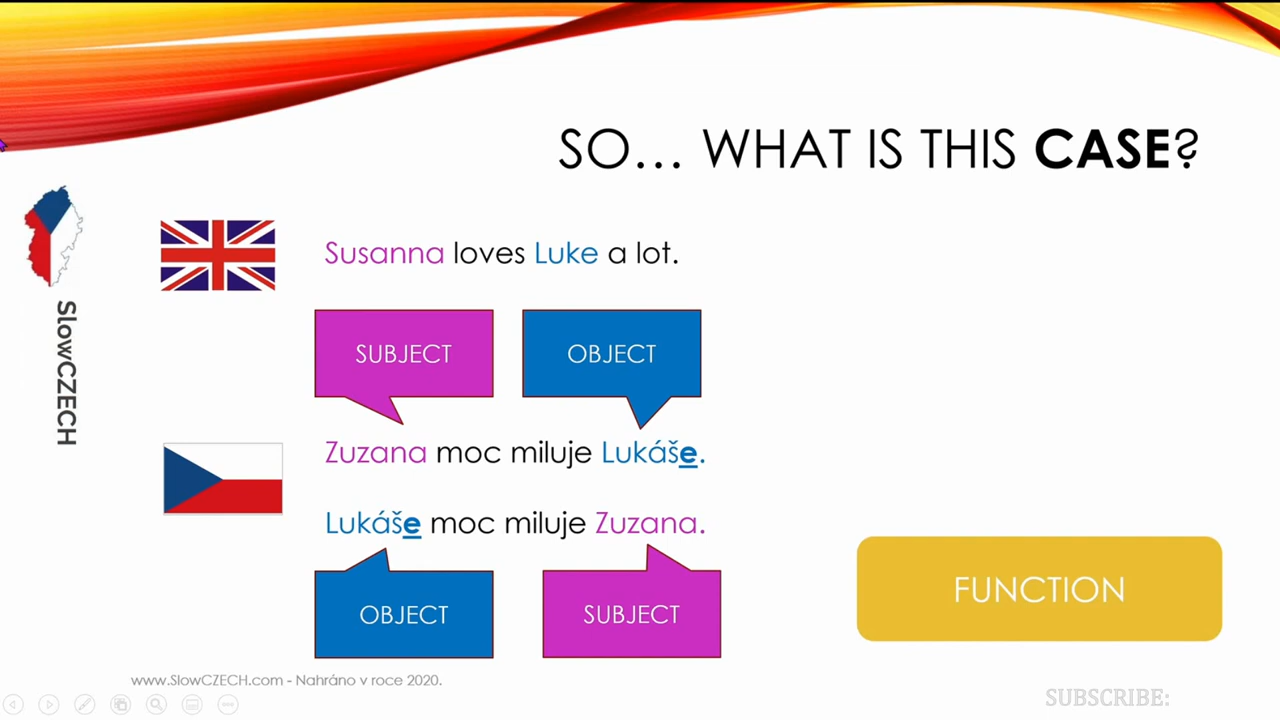 SO... WHAT IS THIS CASE?
SlowCZECH
Susanna loves Luke a lot.
SUBJECT
OBJECT
Zuzana moc miluje Lukáše.
Lukáše moc miluje Zuzana.
OBJECT
SUBJECT
FUNCTION
www.SlowCZECH.com - Nahráno v roce 2020.
SUBSCRIBE: